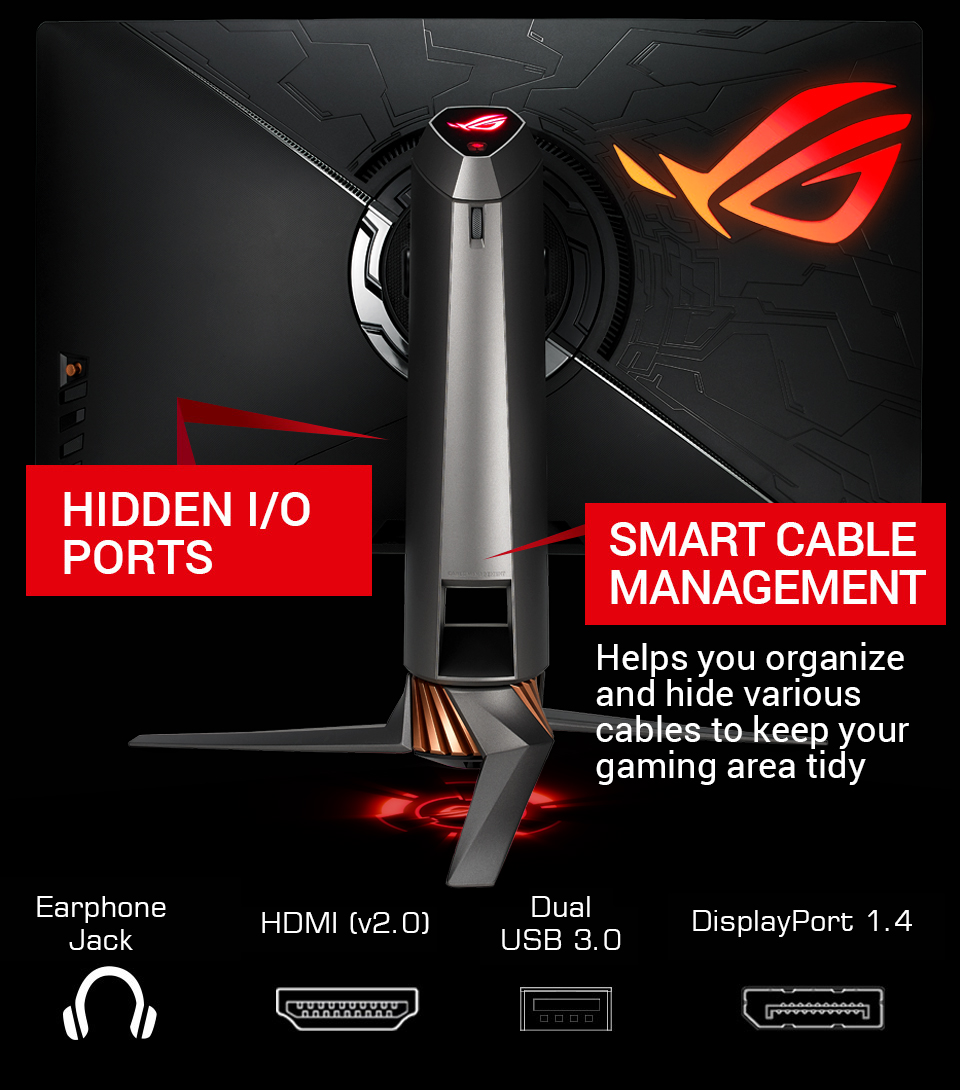 HIDDEN I/O
PORTS
SMART CABLE
MANAGEMENT
Helps you organize
and hide various
cables to keep your
gaming area tidy
Earphone
Jack
HDMI (v2.0)
Dual
USB 3.0
DisplayPort 1.4